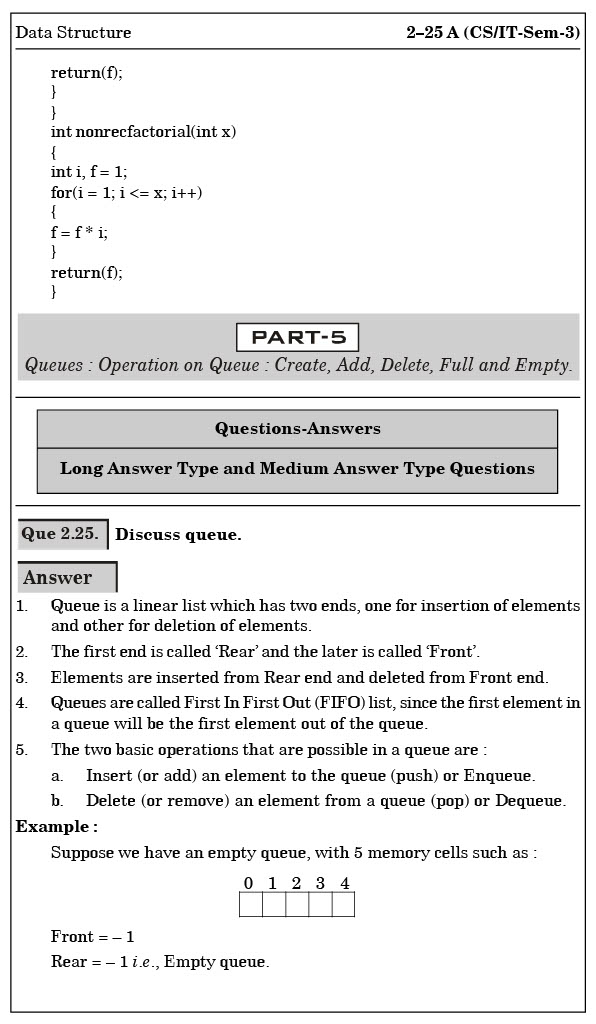 Data Structure 2–25 A (CS/IT-Sem-3)
return(f);
}
}
int nonrecfactorial(int x)
{
int i, f = 1;
for(i = 1; i <= x; i++)
{
f = f * i;
}
return(f);
}
PART-5
Queues : Operation on Queue : Create, Add, Delete, Full and Empty.
Questions-Answers
Long Answer Type and Medium Answer Type Questions
Que 2.25. Discuss queue.
Answer
1. Queue is a linear list which has two ends, one for insertion of elements
and other for deletion of elements.
2. The first end is called ‘Rear’ and the later is called ‘Front’.
3. Elements are inserted from Rear end and deleted from Front end.
4. Queues are called First In First Out (FIFO) list, since the first element in
a queue will be the first element out of the queue.
5. The two basic operations that are possible in a queue are :
a. Insert (or add) an element to the queue (push) or Enqueue.
b. Delete (or remove) an element from a queue (pop) or Dequeue.
Example :
Suppose we have an empty queue, with 5 memory cells such as :
0 1 2 3 4
Front = – 1
Rear = – 1 i.e., Empty queue.